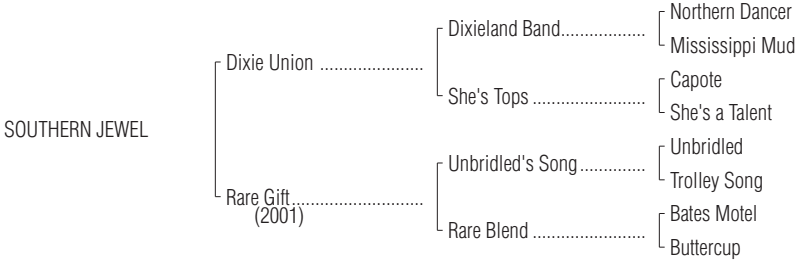 Northern Dancer
Dixieland Band...................
Mississippi Mud
Dixie Union ......................
Capote
She's Tops ........................
She's a Talent
SOUTHERN JEWEL
Unbridled
Unbridled's Song..............
Trolley Song
Rare Gift............................
(2001)
Bates Motel
Rare Blend ........................
Buttercup